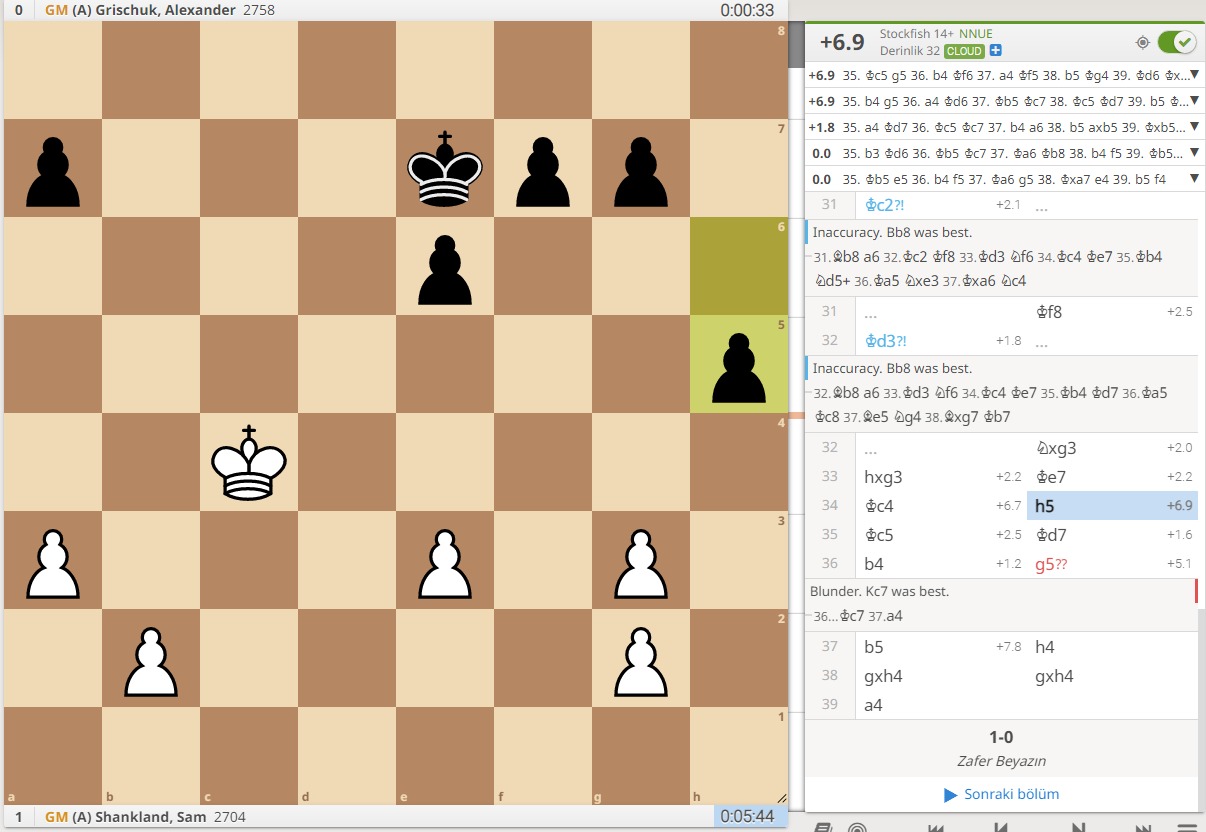 0 GM (A) Grischuk, Alexander 2758 0:00:33
8
7
6
5
4
3
2
1
a b c d e f g h
1 GM (A) Shankland, Sam 2704 0:05:44
+6.9 Stockfish 14+ NNUE
Derinlik 32 CLOUD
+6.9 35. ♔c5 g5 36. b4 ♔f6 37. a4 ♔f5 38. b5 ♔g4 39. ♔d6 ♔x...
+6.9 35. b4 g5 36. a4 ♔d6 37. ♔b5 ♔c7 38. ♔c5 ♔d7 39. b5 ♔...
+1.8 35. a4 ♔d7 36. ♔c5 ♔c7 37. b4 a6 38. b5 axb5 39. ♔xb5...
0.0 35. b3 ♔d6 36. ♔b5 ♔c7 37. ♔a6 ♔b8 38. b4 f5 39. ♔b5...
0.0 35. ♔b5 e5 36. b4 f5 37. ♔a6 g5 38. ♔xa7 e4 39. b5 f4
31 ♔c2?! +2.1 ...
Inaccuracy. Bb8 was best.
31.♗b8 a6 32.♔c2 ♔f8 33.♔d3 ♘f6 34.♔c4 ♔e7 35.♔b4
♘d5+ 36.♔a5 ♘xe3 37.♔xa6 ♘c4
31 ... ♔f8 +2.5
32 ♔d3?! +1.8 ...
Inaccuracy. Bb8 was best.
32.♗b8 a6 33.♔d3 ♘f6 34.♔c4 ♔e7 35.♔b4 ♔d7 36.♔a5
♔c8 37.♗e5 ♘g4 38.♗xg7 ♔b7
32 ... ♘xg3 +2.0
33 hxg3 +2.2 ♔e7 +2.2
34 ♔c4 +6.7 h5 +6.9
35 ♔c5 +2.5 ♔d7 +1.6
36 b4 +1.2 g5?? +5.1
Blunder. Kc7 was best.
36...♔c7 37.a4
37 b5 +7.8 h4
38 gxh4 gxh4
39 a4
1-0
Zafer Beyazın
Sonraki bölüm